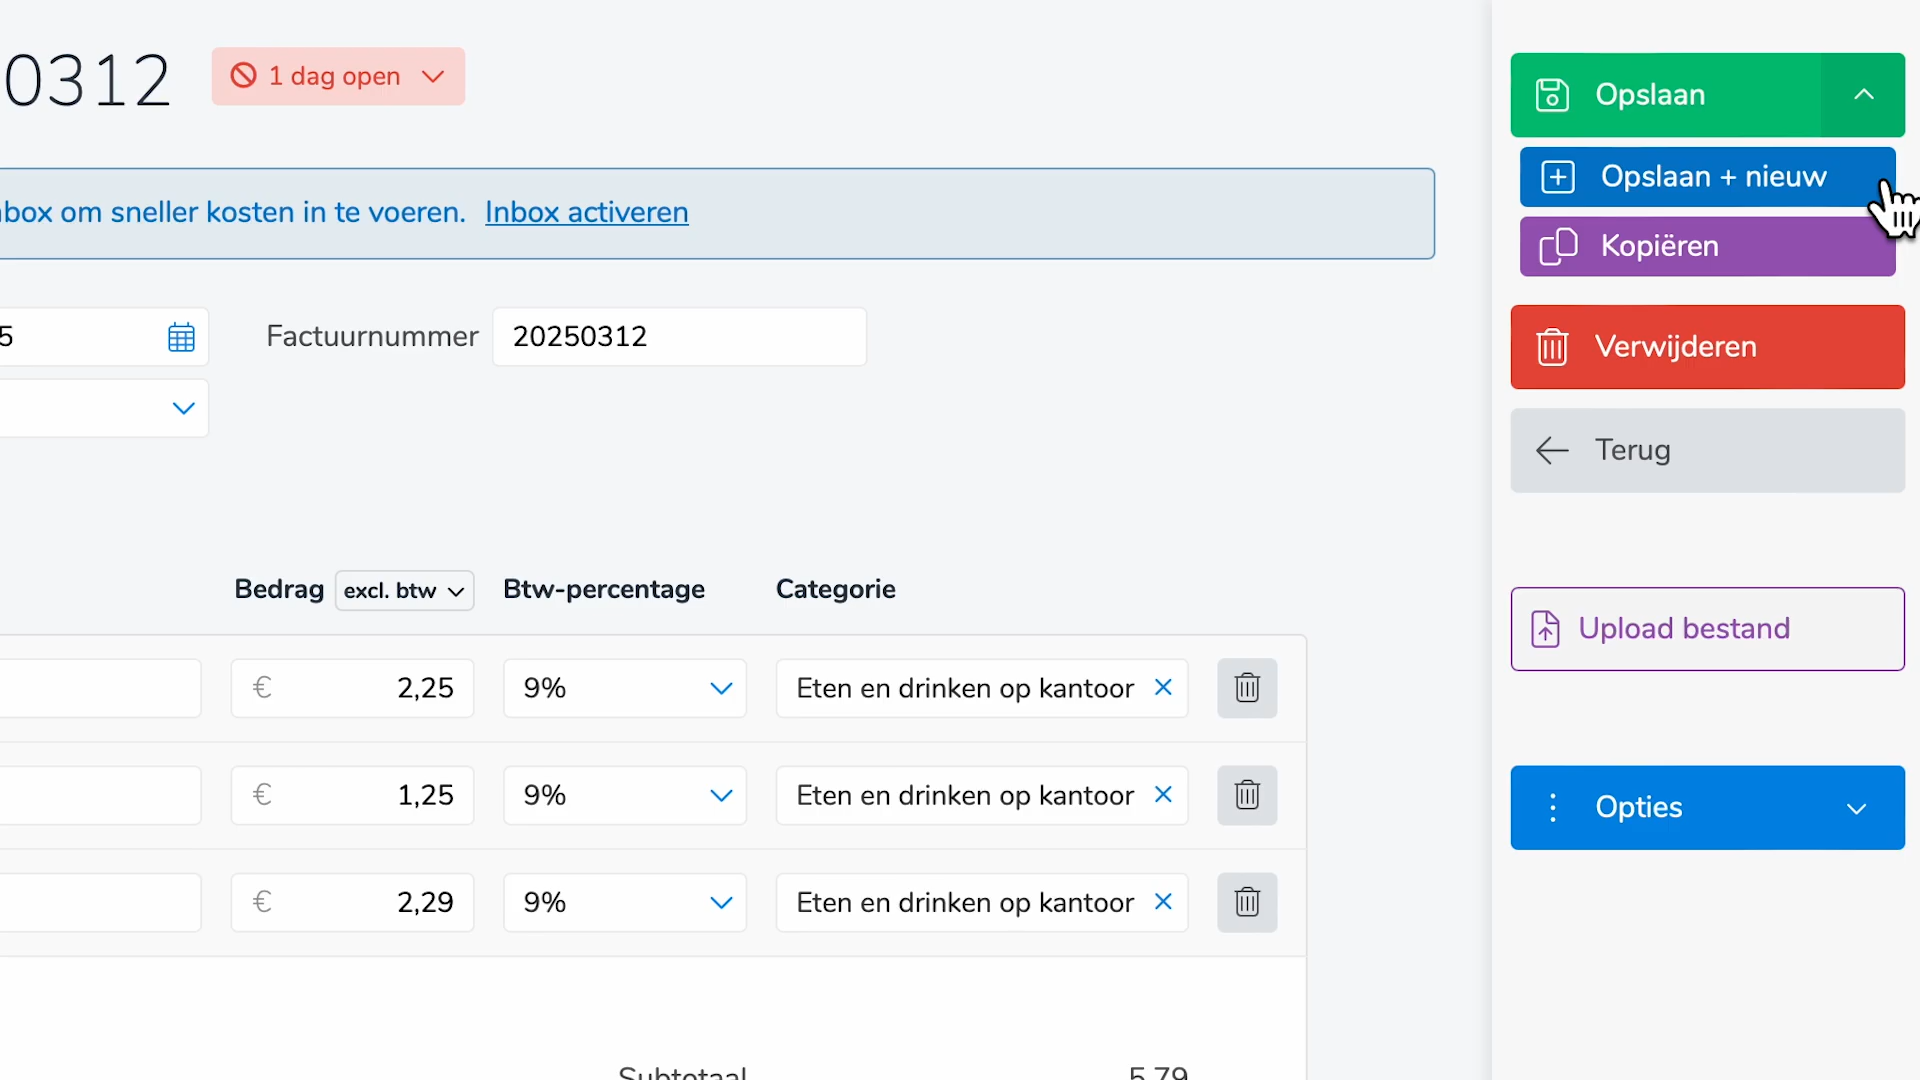 0312
1 dag open
Opslaan
Opslaan + nieuw
Kopiëren
box om sneller kosten in te voeren. Inbox activeren
5
Factuurnummer 20250312
Verwijderen
Terug
Bedrag excl. btw Btw-percentage Categorie
Upload bestand
€ 2,25 9% Eten en drinken op kantoor
€ 1,25 9% Eten en drinken op kantoor
Opties
€ 2,29 9% Eten en drinken op kantoor
Subtotaal 5,79